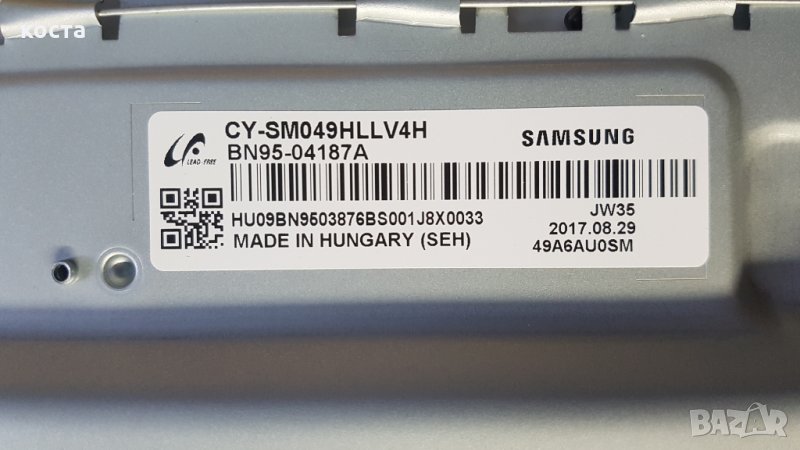 коста
CY-SM049HLLV4H
SAMSUNG
LEAD-FREE
BN95-04187A
HU09BN9503876BS001J8X0033
JW35
2017.08.29
MADE IN HUNGARY (SEH)
49A6AU0SM
BAZAR